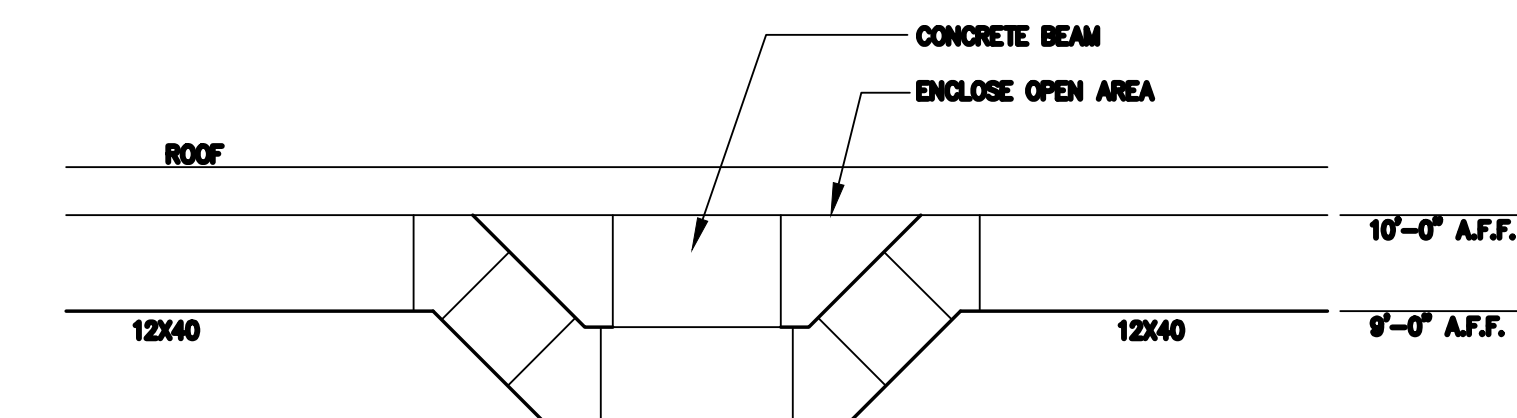 CONCRETE BEAM
ENCLOSE OPEN AREA
ROOF
10'-0" A.F.F.
12X40
12X40
9'-0" A.F.F.